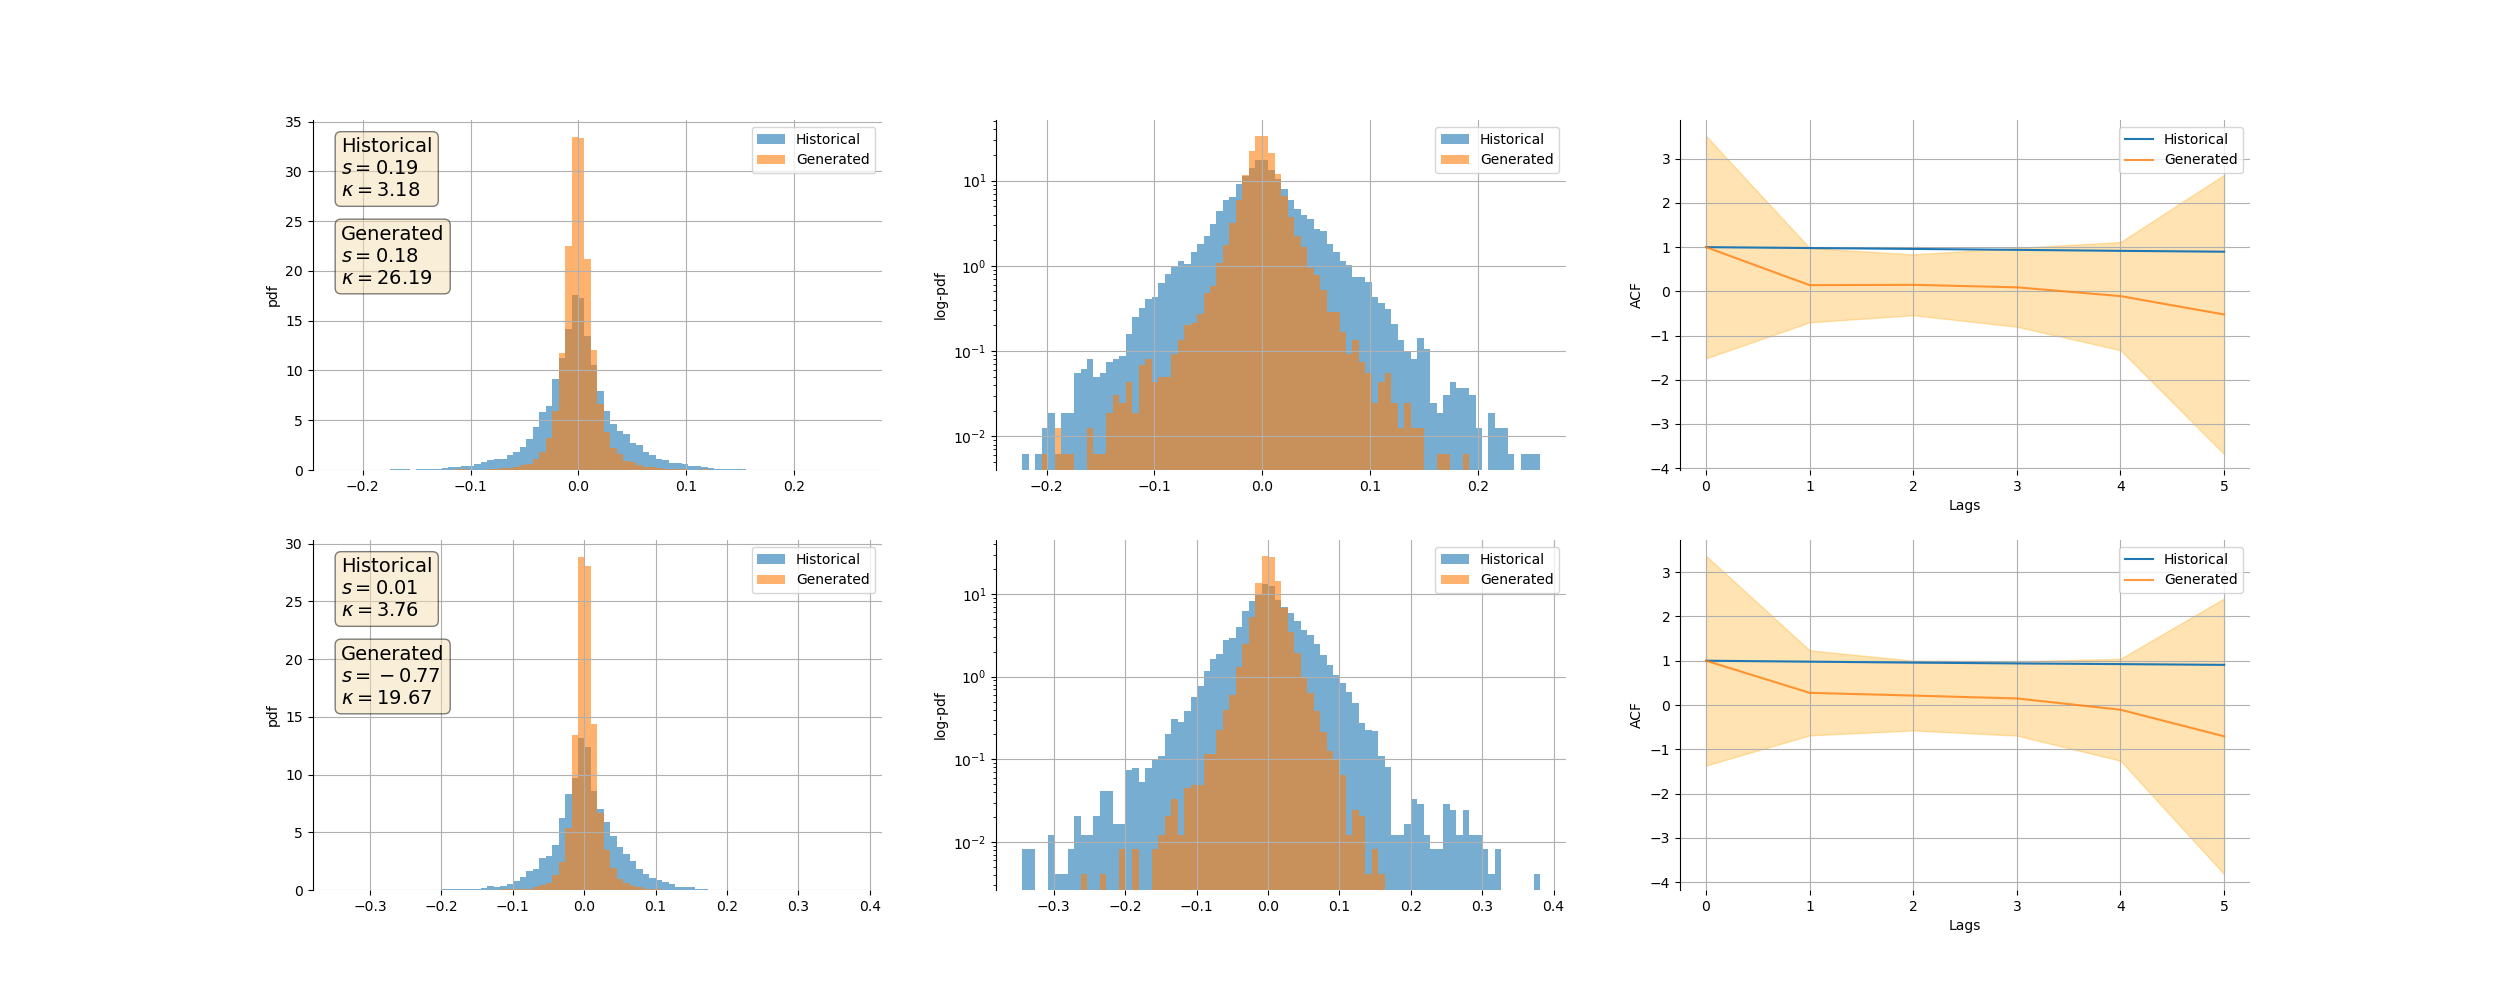 35
30
25
20
15
10
5
0
pdf
Historical
s = 0.19
κ = 3.18
Generated
s = 0.18
κ = 26.19
Historical
Generated
−0.2
−0.1
0.0
0.1
0.2
10¹
10⁰
10⁻¹
10⁻²
log-pdf
Historical
Generated
−0.2
−0.1
0.0
0.1
0.2
3
2
1
0
−1
−2
−3
−4
ACF
Historical
Generated
0
1
2
3
4
5
Lags
30
25
20
15
10
5
0
pdf
Historical
s = 0.01
κ = 3.76
Generated
s = −0.77
κ = 19.67
Historical
Generated
−0.3
−0.2
−0.1
0.0
0.1
0.2
0.3
0.4
10¹
10⁰
10⁻¹
10⁻²
log-pdf
Historical
Generated
−0.3
−0.2
−0.1
0.0
0.1
0.2
0.3
0.4
3
2
1
0
−1
−2
−3
−4
ACF
Historical
Generated
0
1
2
3
4
5
Lags